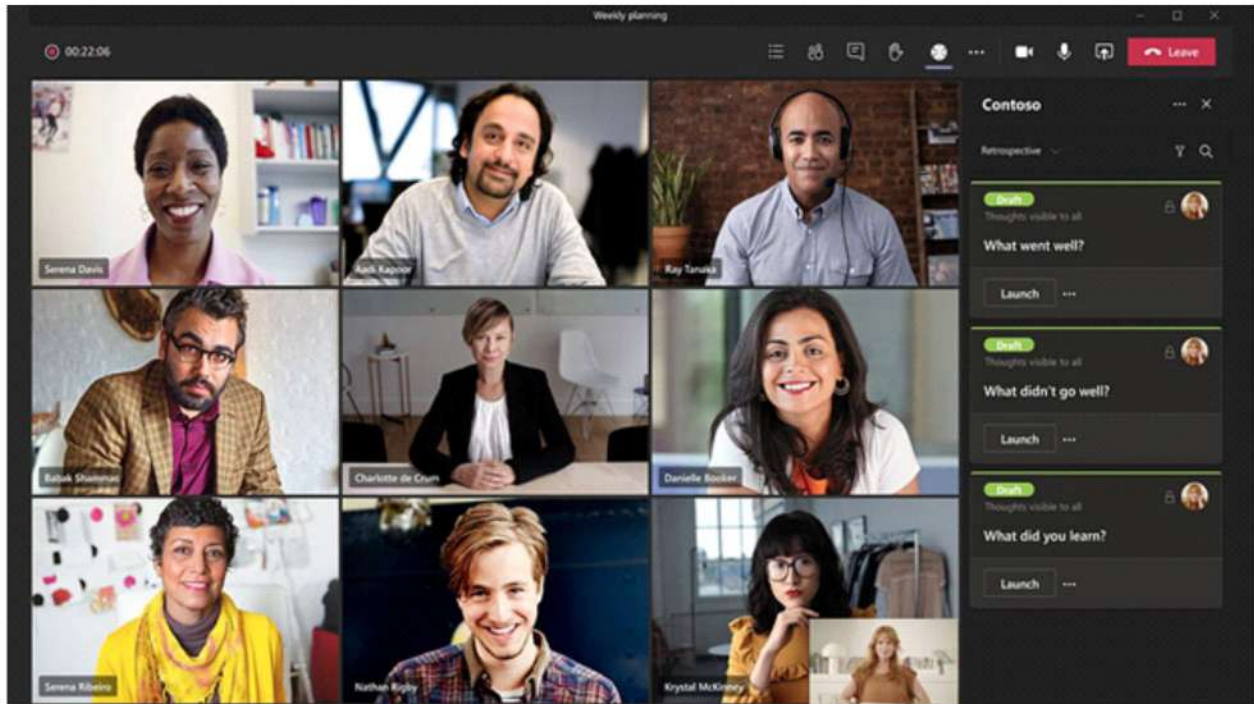 Weekly planning
00:22:06
Leave
Serena Davis
Aadi Kapoor
Ray Tanaka
Babak Shammas
Charlotte de Crum
Danielle Booker
Serena Ribeiro
Nathan Rigby
Krystal McKinney
Contoso
Retrospective
Draft
Thoughts visible to all
What went well?
Launch
Draft
Thoughts visible to all
What didn't go well?
Launch
Draft
Thoughts visible to all
What did you learn?
Launch